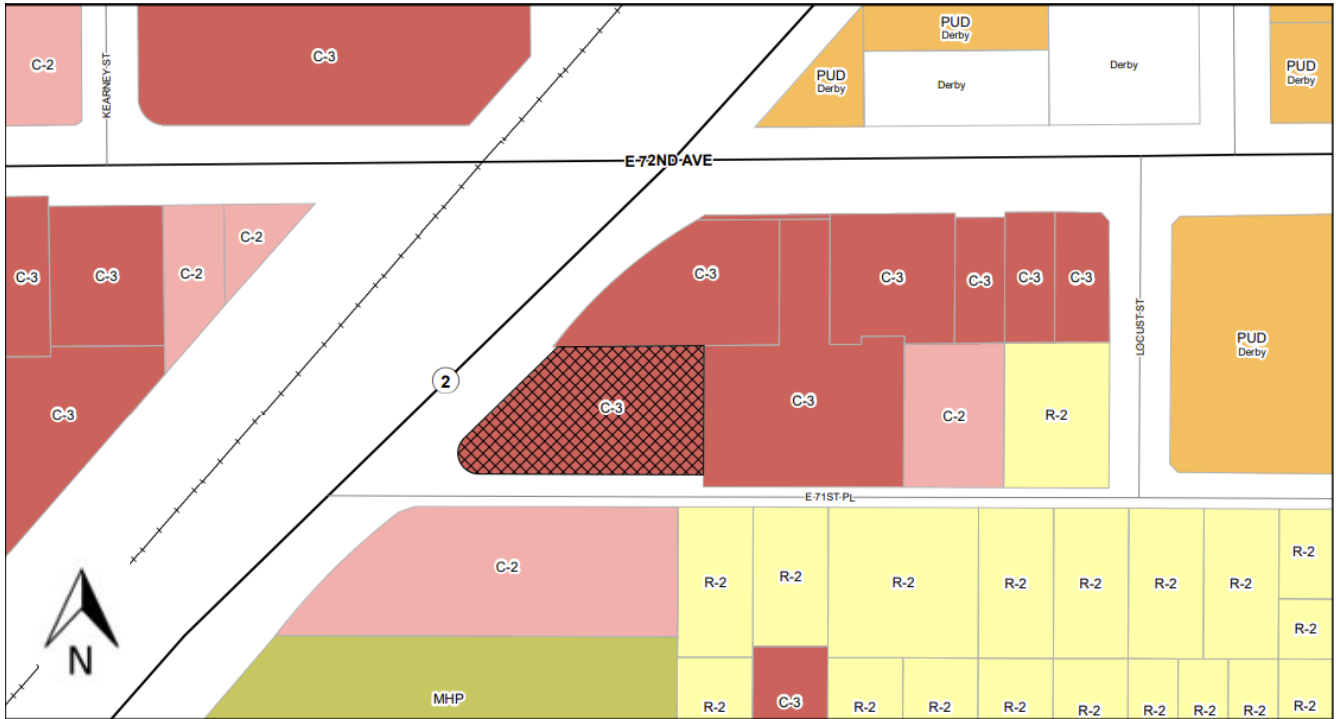 PUD
Derby
C-3
C-2
KEARNEY ST
Derby
PUD
Derby
PUD
Derby
Derby
E 72ND AVE
C-2
C-3
C-3
C-2
C-3
C-3
C-3
C-3
C-3
LOCUST ST
PUD
Derby
2
C-3
C-3
C-3
C-2
R-2
E 71ST PL
C-2
R-2
R-2
R-2
R-2
R-2
R-2
R-2
R-2
R-2
N
MHP
R-2
C-3
R-2
R-2
R-2
R-2
R-2
R-2
R-2
R-2